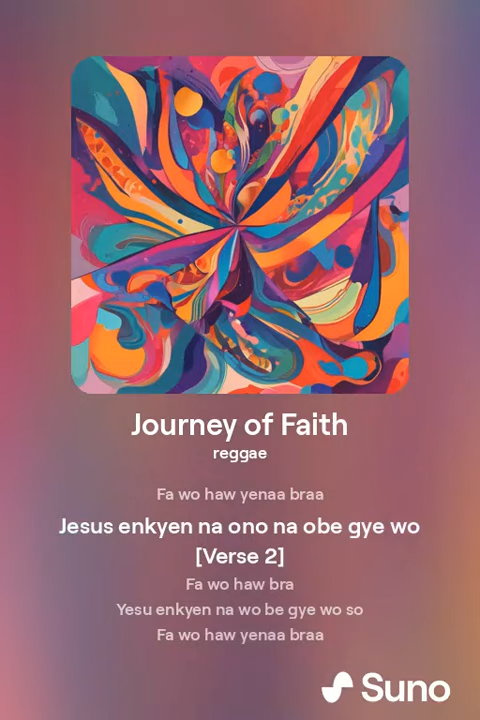 Journey of Faith
reggae
Fa wo haw yenaa braa
Jesus enkyen na ono na obe gye wo
[Verse 2]
Fa wo haw bra
Yesu enkyen na wo be gye wo so
Fa wo haw yenaa braa
Suno